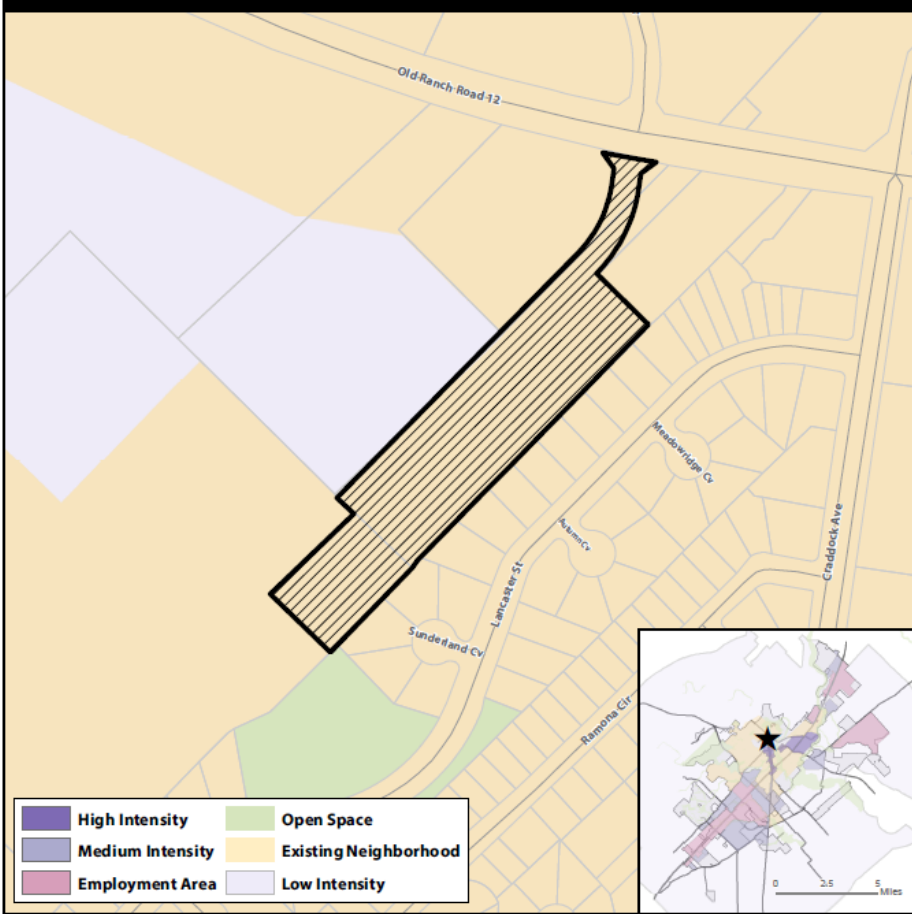 Old Ranch Road 12
Meadowridge Cv
Autumn Cv
Craddock Ave
Lancaster St
Sunderland Cv
Ramona Cir
High Intensity
Open Space
Medium Intensity
Existing Neighborhood
Employment Area
Low Intensity
0 2.5 5
Miles